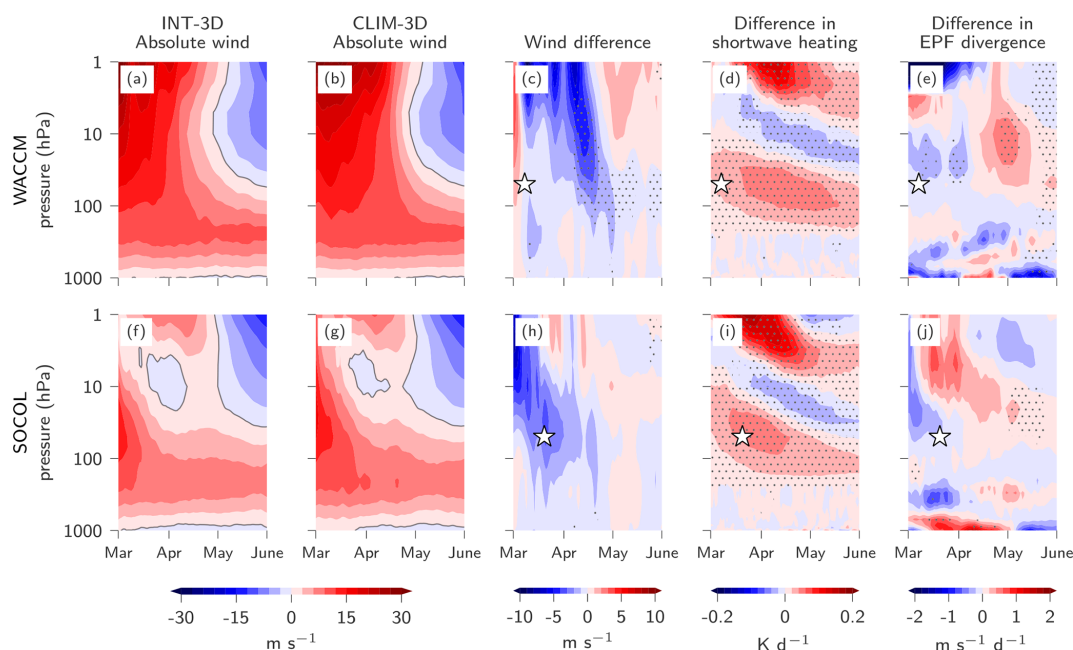 INT-3D
Absolute wind
CLIM-3D
Absolute wind
Wind difference
Difference in
shortwave heating
Difference in
EPF divergence
WACCM
pressure (hPa)
1
10
100
1000
(a)
(b)
(c)
(d)
(e)
SOCOL
pressure (hPa)
1
10
100
1000
(f)
(g)
(h)
(i)
(j)
Mar Apr May June
Mar Apr May June
Mar Apr May June
Mar Apr May June
Mar Apr May June
-30 -15 0 15 30
m s⁻¹
-10 -5 0 5 10
m s⁻¹
-0.2 0 0.2
K d⁻¹
-2 -1 0 1 2
m s⁻¹ d⁻¹